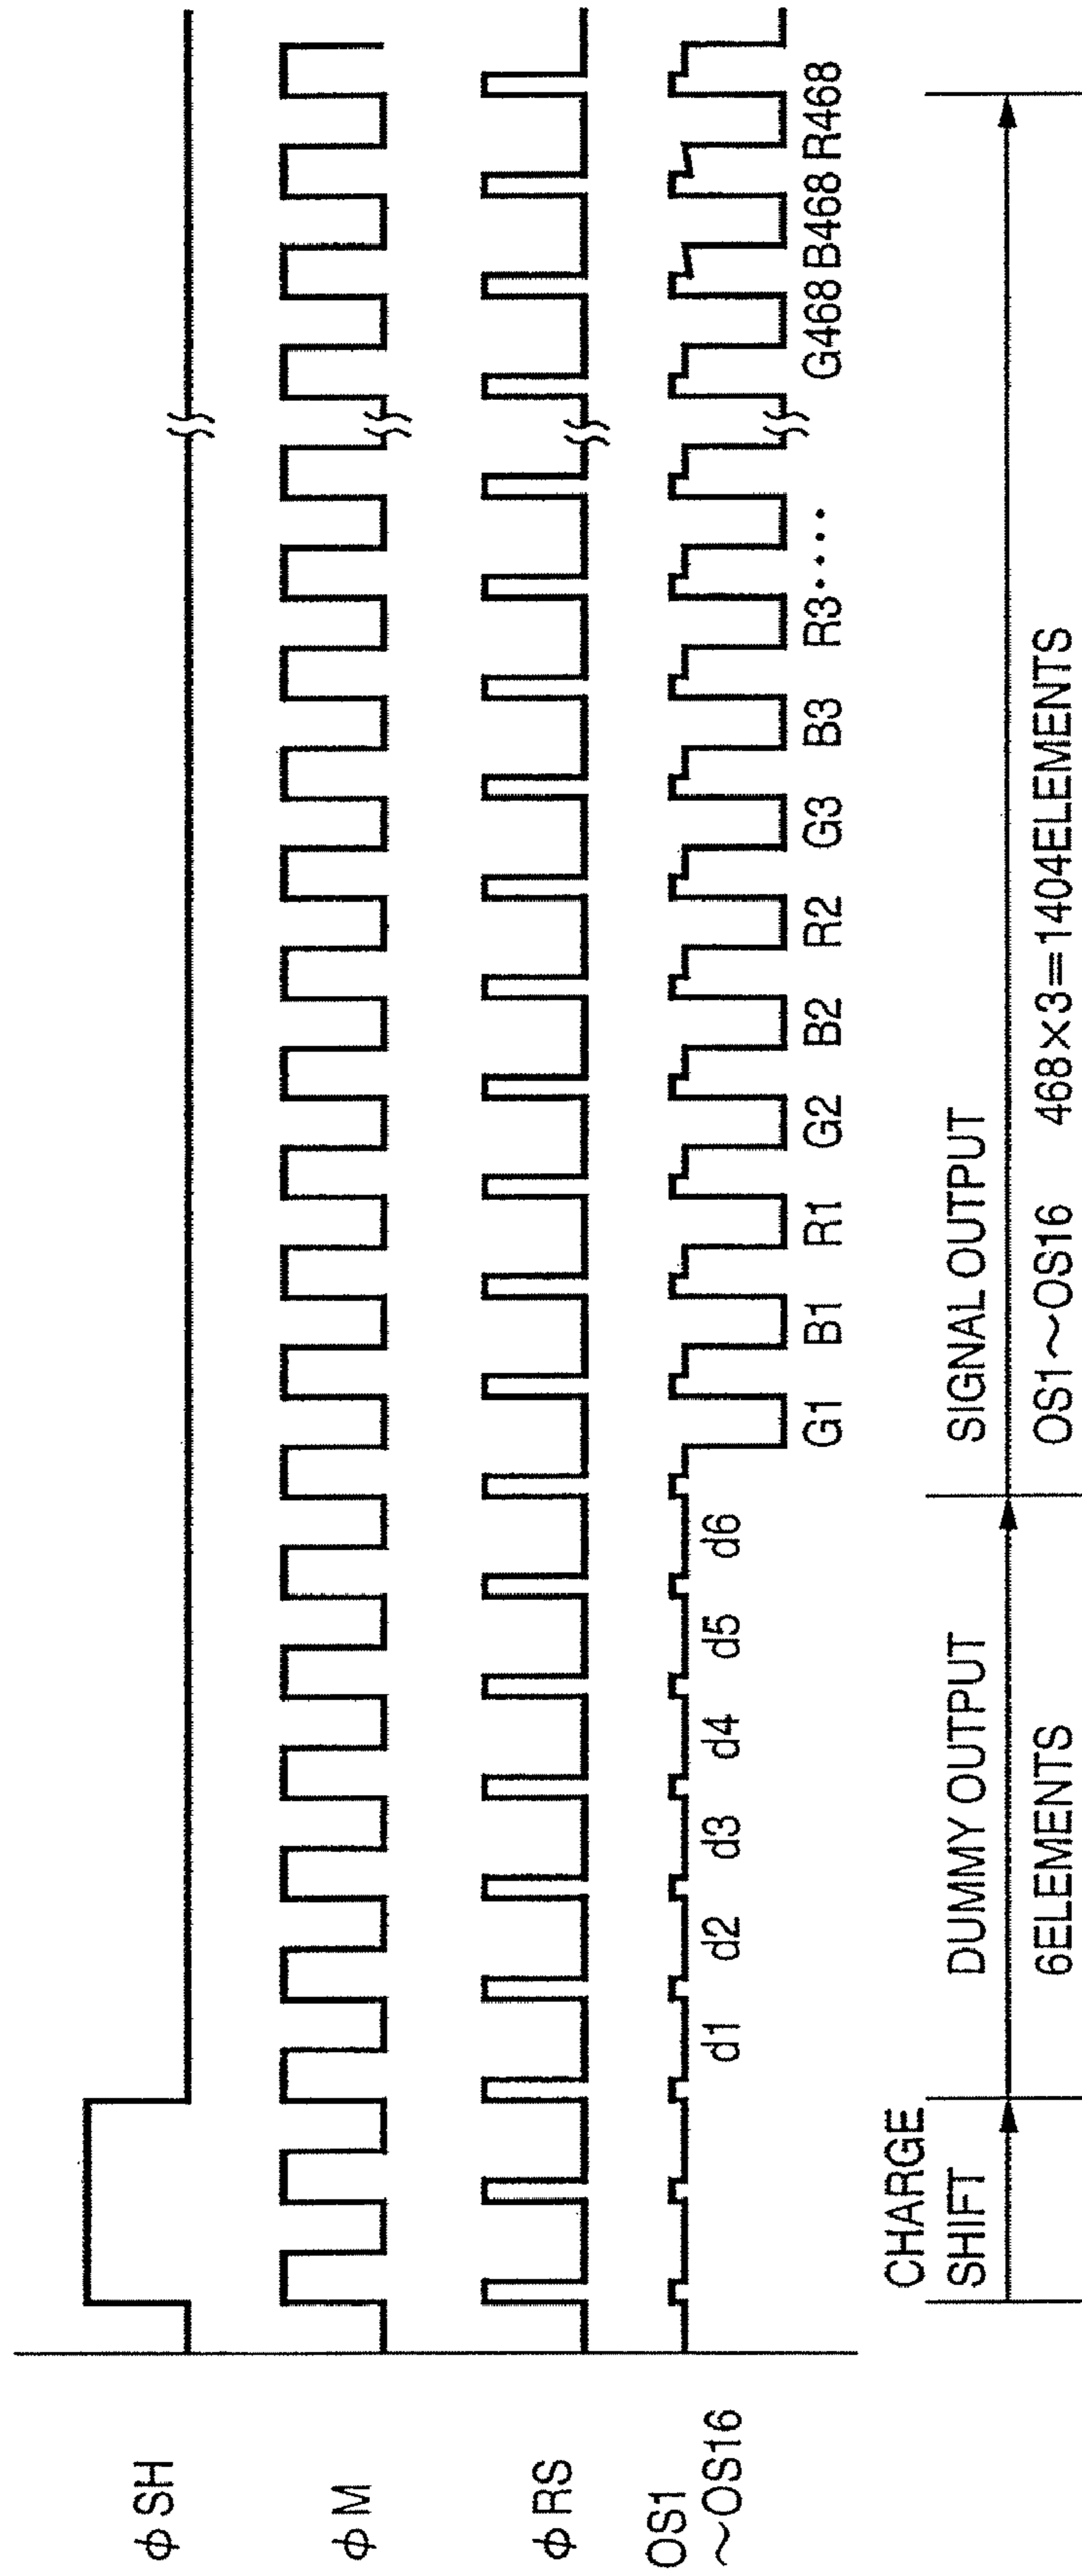 φSH
φM
φRS
OS1
~OS16
d1 d2 d3 d4 d5 d6
G1 B1 R1 G2 B2 R2 G3 B3 R3 ···· G468 B468 R468
CHARGE
SHIFT
DUMMY OUTPUT
6ELEMENTS
SIGNAL OUTPUT
OS1~OS16 468×3=1404ELEMENTS